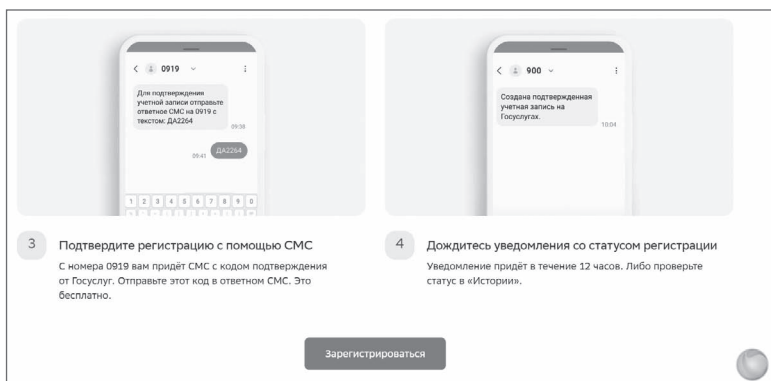 0919
Для подтверждения
учетной записи отправьте
ответное СМС на 0919 с
текстом: ДА2264
09:38
09:41
ДА2264
1 2 3 4 5 6 7 8 9 0
900
Создана подтвержденная
учетная запись на
Госуслугах.
10:04
3
Подтвердите регистрацию с помощью СМС
С номера 0919 вам придёт СМС с кодом подтверждения
от Госуслуг. Отправьте этот код в ответном СМС. Это
бесплатно.
4
Дождитесь уведомления со статусом регистрации
Уведомление придёт в течение 12 часов. Либо проверьте
статус в «Истории».
Зарегистрироваться